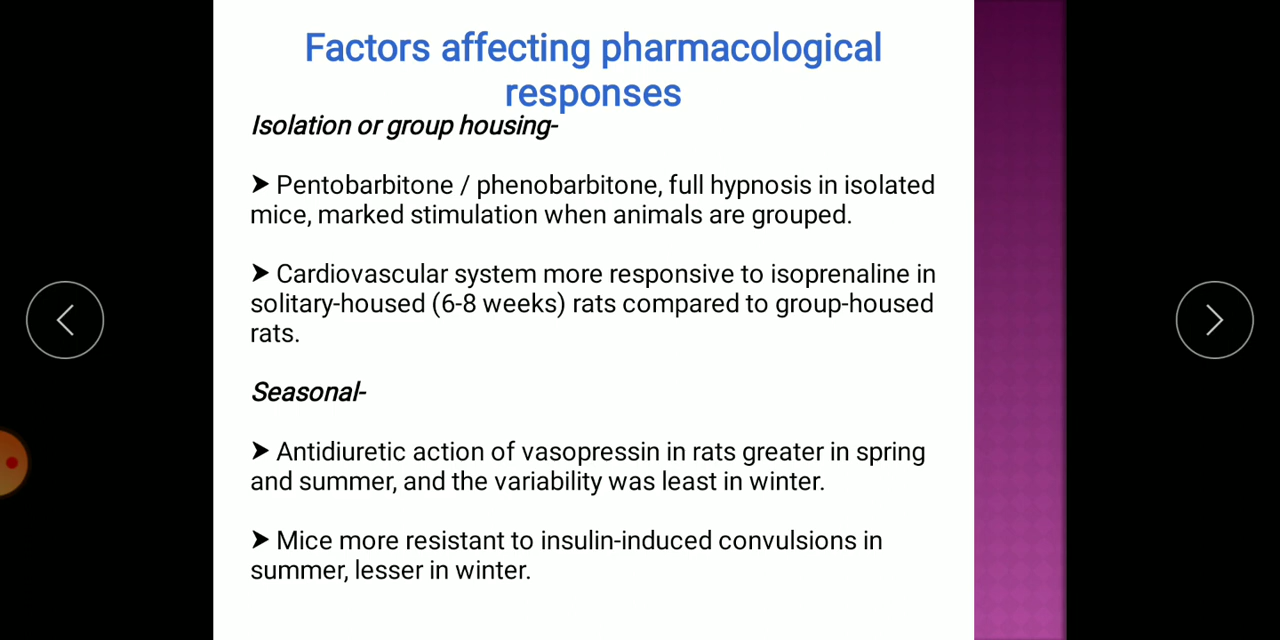 Factors affecting pharmacological
responses
Isolation or group housing-
➤ Pentobarbitone / phenobarbitone, full hypnosis in isolated
mice, marked stimulation when animals are grouped.
➤ Cardiovascular system more responsive to isoprenaline in
solitary-housed (6-8 weeks) rats compared to group-housed
rats.
Seasonal-
➤ Antidiuretic action of vasopressin in rats greater in spring
and summer, and the variability was least in winter.
➤ Mice more resistant to insulin-induced convulsions in
summer, lesser in winter.